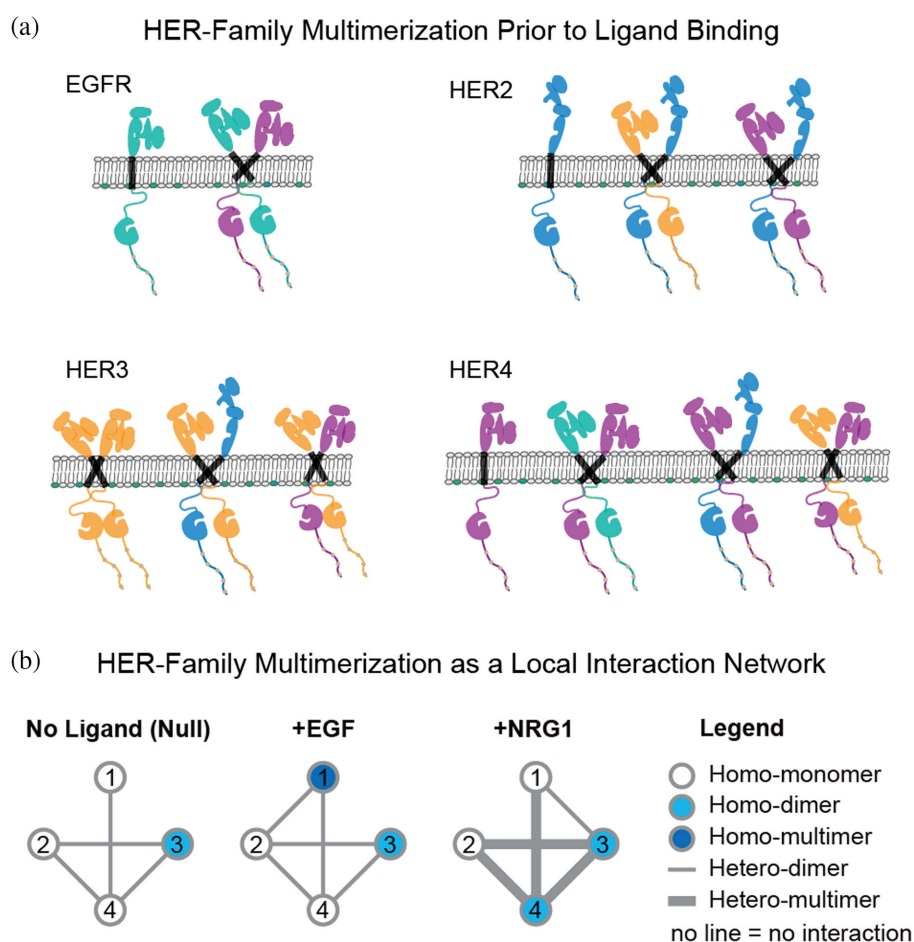 (a)
HER-Family Multimerization Prior to Ligand Binding
EGFR
HER2
HER3
HER4
(b)
HER-Family Multimerization as a Local Interaction Network
No Ligand (Null)
1
2
3
4
+EGF
1
2
3
4
+NRG1
1
2
3
4
Legend
Homo-monomer
Homo-dimer
Homo-multimer
Hetero-dimer
Hetero-multimer
no line = no interaction